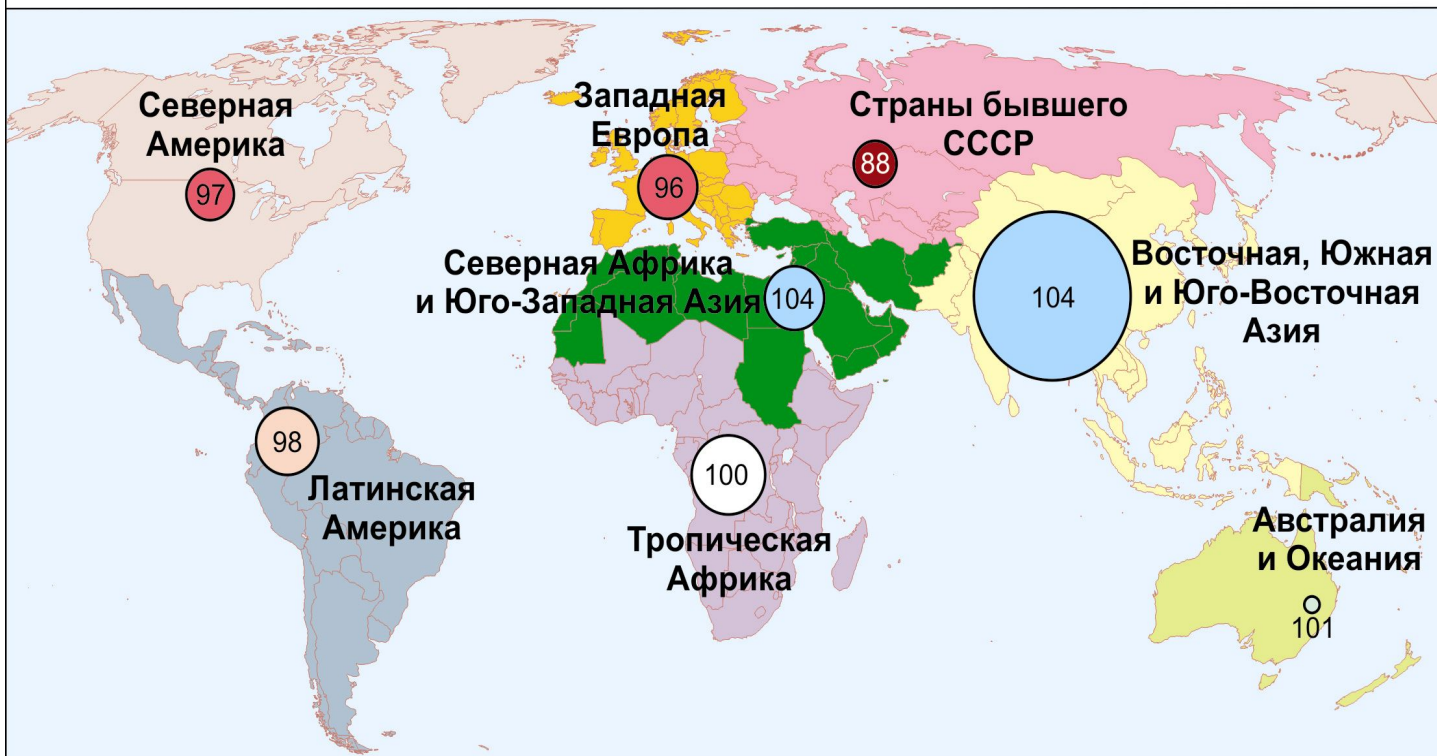 Северная
Америка
97
Западная
Европа
96
Страны бывшего
СССР
88
Северная Африка
и Юго-Западная Азия
104
Восточная, Южная
и Юго-Восточная
Азия
104
98
Латинская
Америка
100
Тропическая
Африка
Австралия
и Океания
101